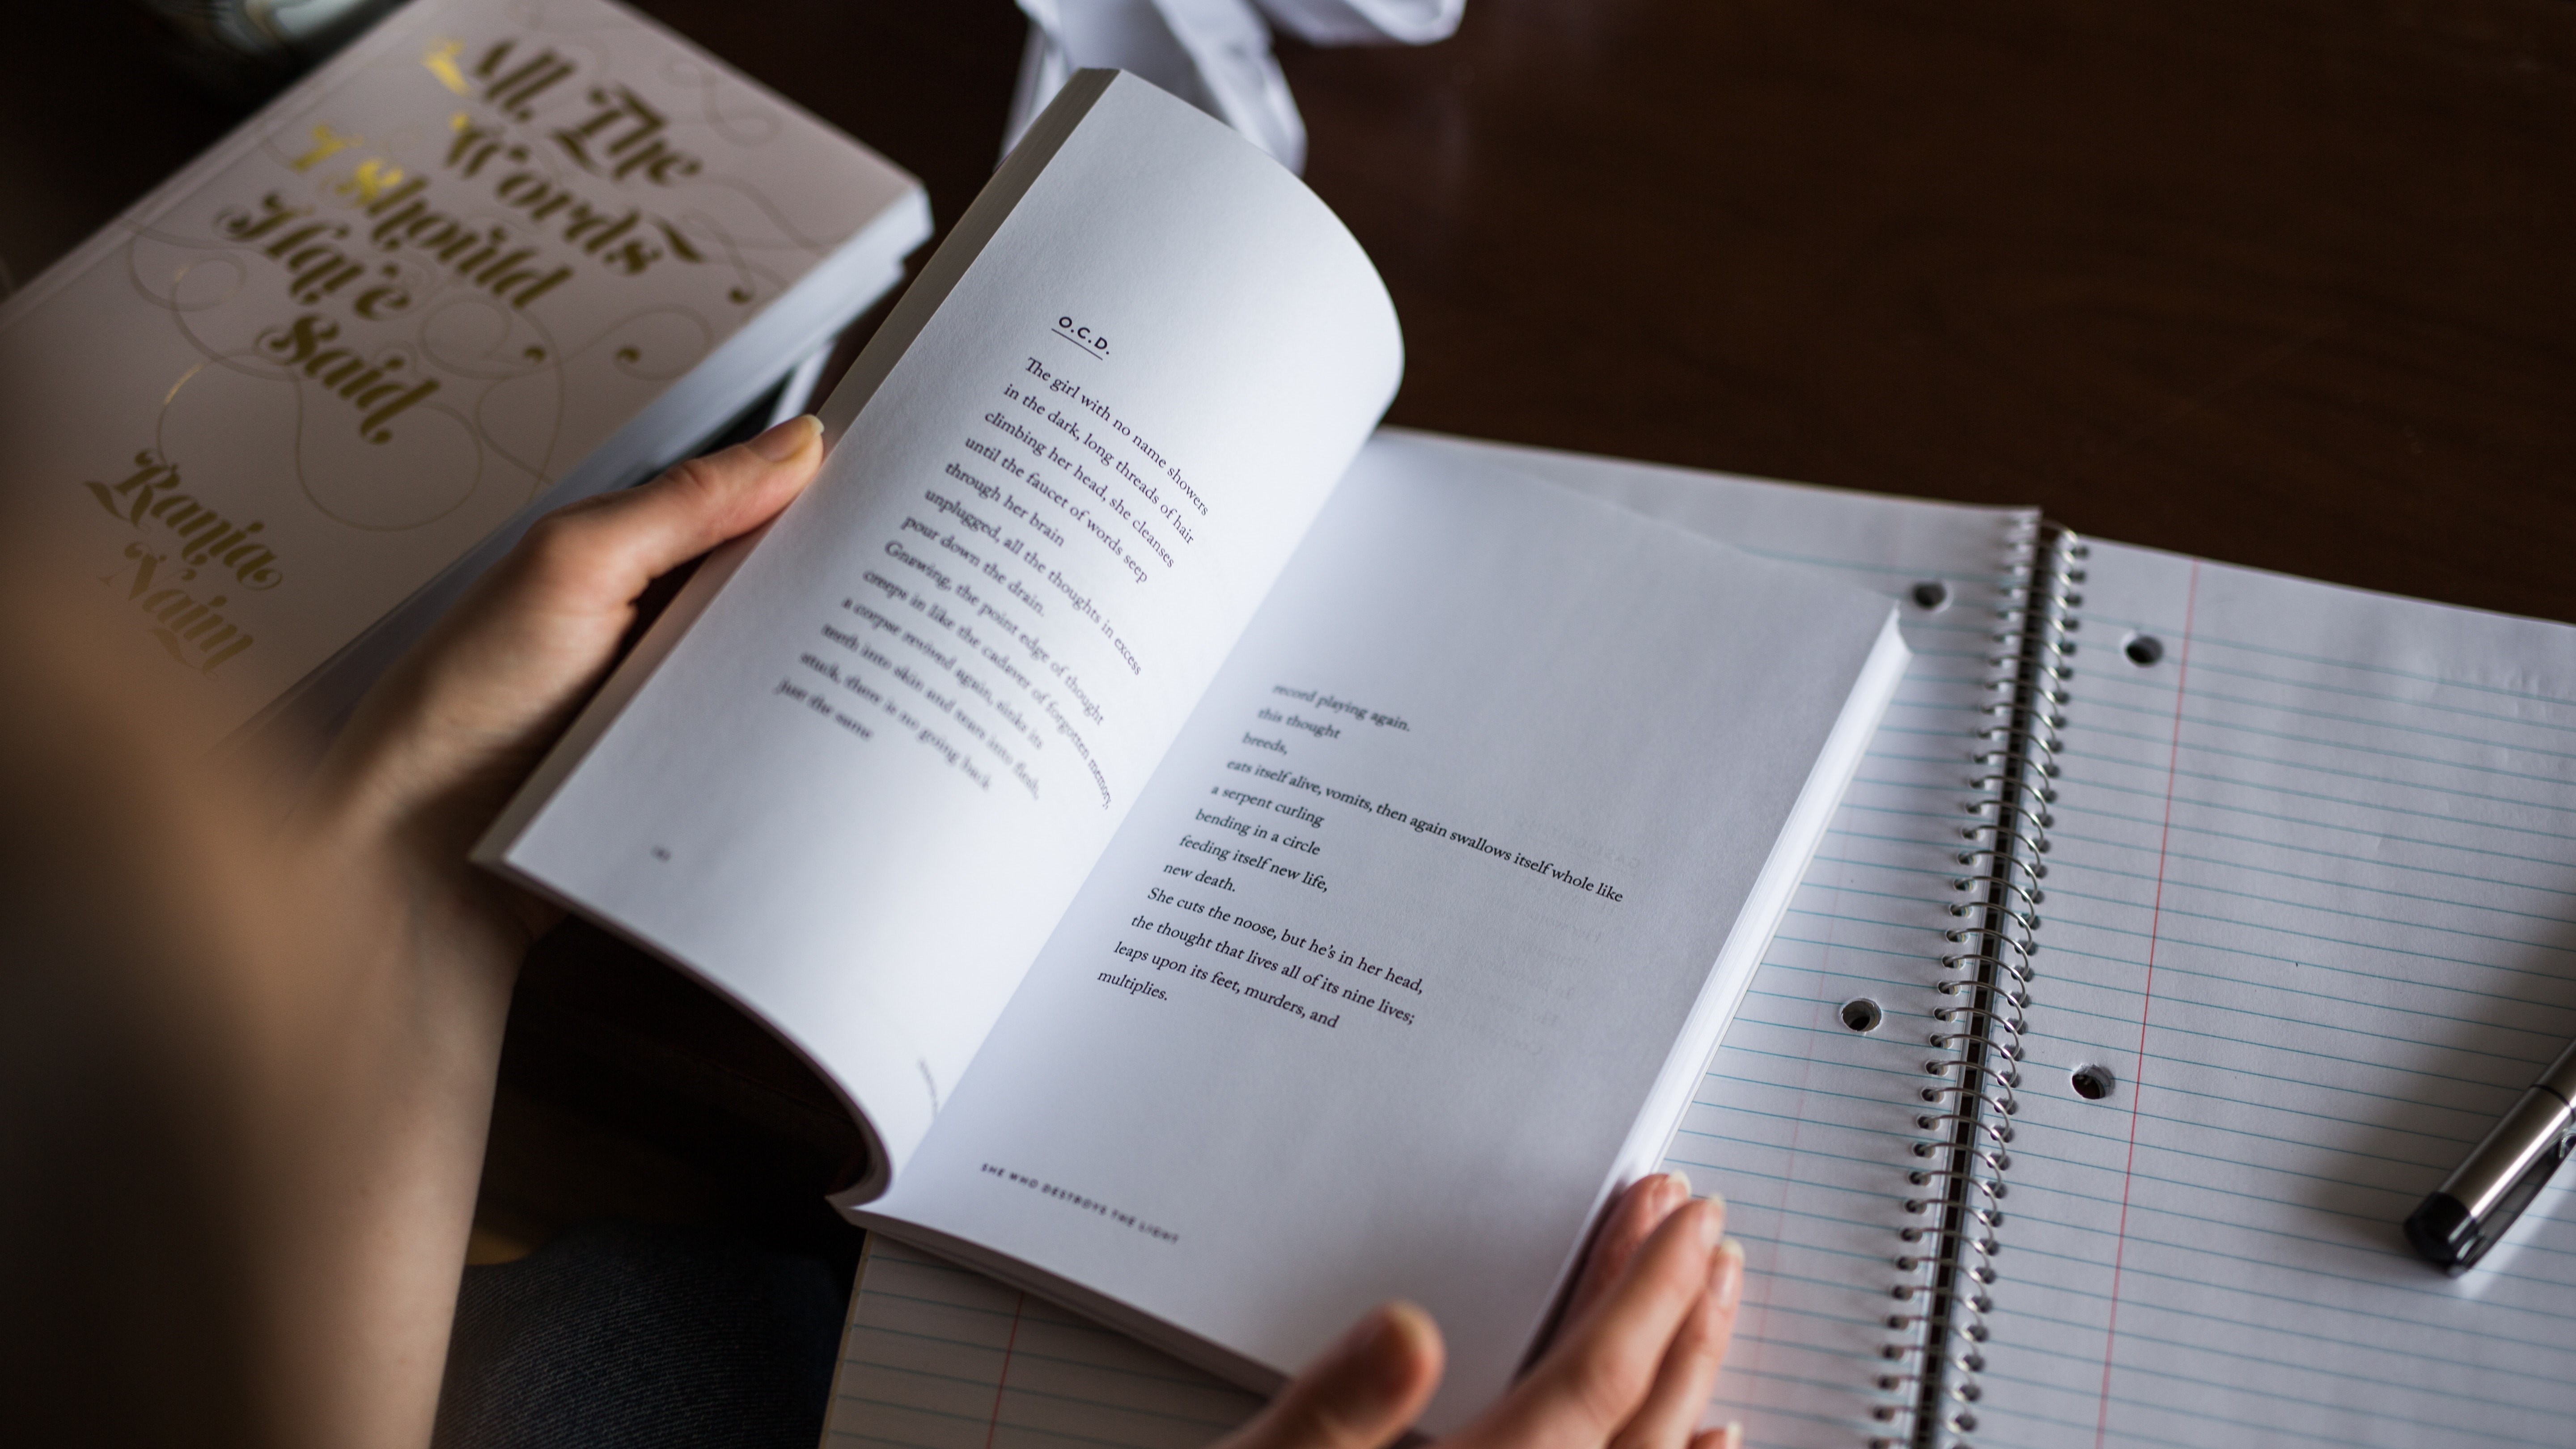 All The
Words
I Should
Have
Said
Rania
Naim
O.C.D.
The girl with no name showers
in the dark, long threads of hair
climbing her head, she cleanses
until the faucet of words seep
through her brain
unplugged, all the thoughts in excess
pour down the drain.
Gnawing, the point edge of thought
creeps in like the cadaver of forgotten memory,
a corpse revived again, sinks its
teeth into skin and tears into flesh,
stuck, there is no going back
just the same
record playing again.
this thought
breeds,
eats itself alive, vomits, then again swallows itself whole like
a serpent curling
bending in a circle
feeding itself new life,
new death.
She cuts the noose, but he's in her head,
the thought that lives all of its nine lives;
leaps upon its feet, murders, and
multiplies.
SHE WHO DESTROYS THE LIGHT